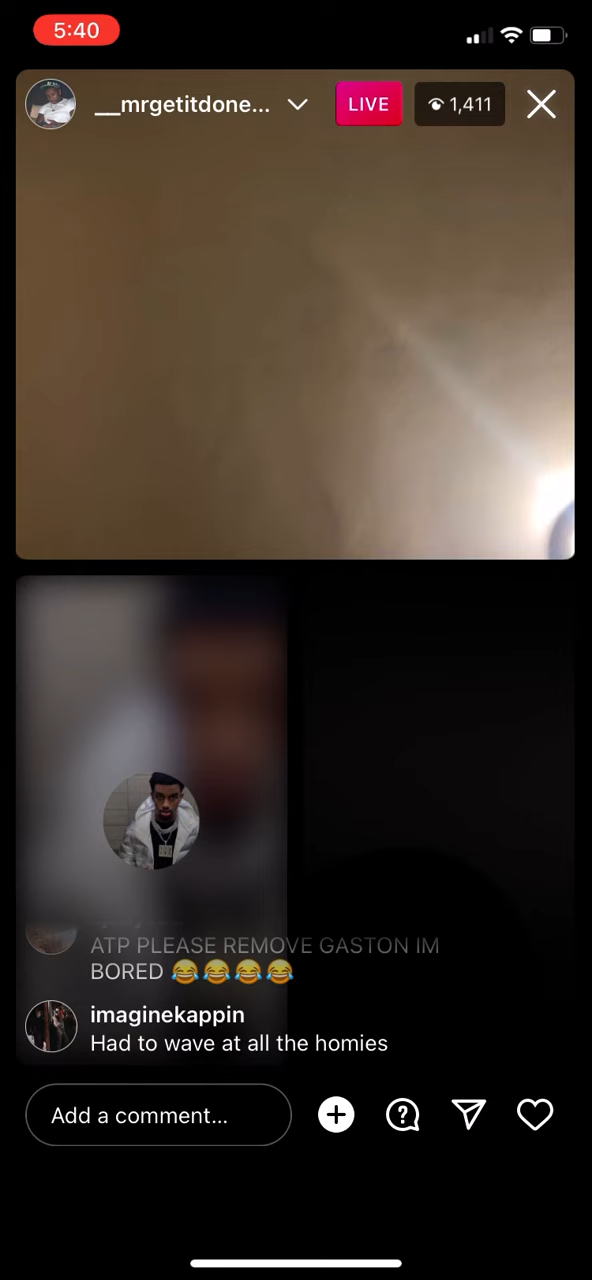 5:40
__mrgetitdone...
LIVE
1,411
ATP PLEASE REMOVE GASTON IM
BORED 😂😂😂😂
imaginekappin
Had to wave at all the homies
Add a comment...